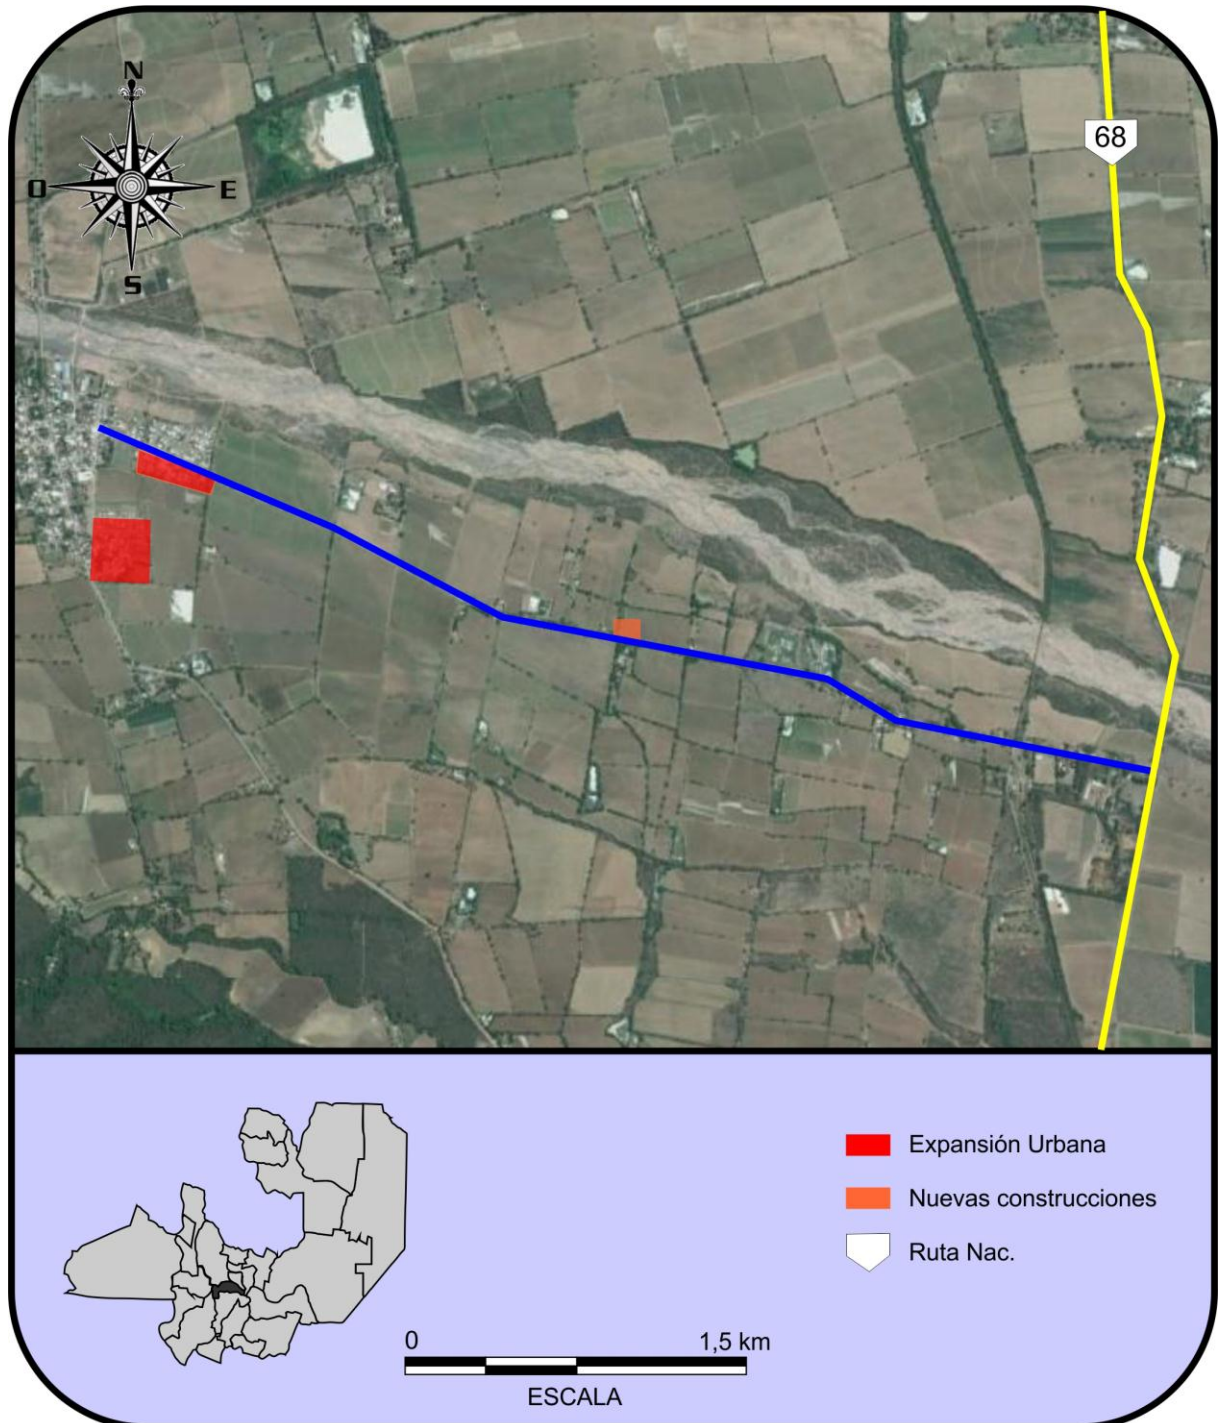 N
O
E
S
68
Expansión Urbana
Nuevas construcciones
Ruta Nac.
0
1,5 km
ESCALA